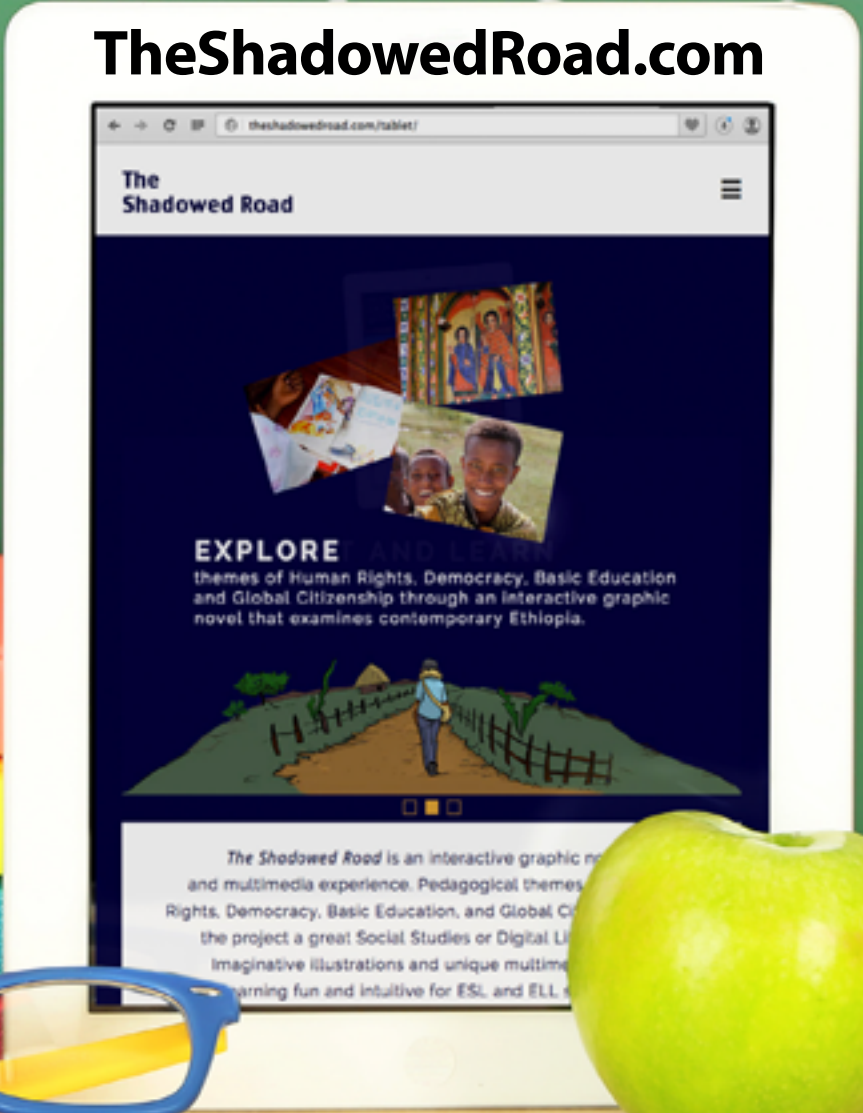 TheShadowedRoad.com
theshadowedroad.com/tablet/
The
Shadowed Road
EXPLORE
AND LEARN
themes of Human Rights, Democracy, Basic Education
and Global Citizenship through an interactive graphic
novel that examines contemporary Ethiopia.
The Shadowed Road is an interactive graphic
and multimedia experience. Pedagogical themes
Rights, Democracy, Basic Education, and Global
the project a great Social Studies or Digital
Imaginative illustrations and unique
fun and intuitive for ESL and ELL